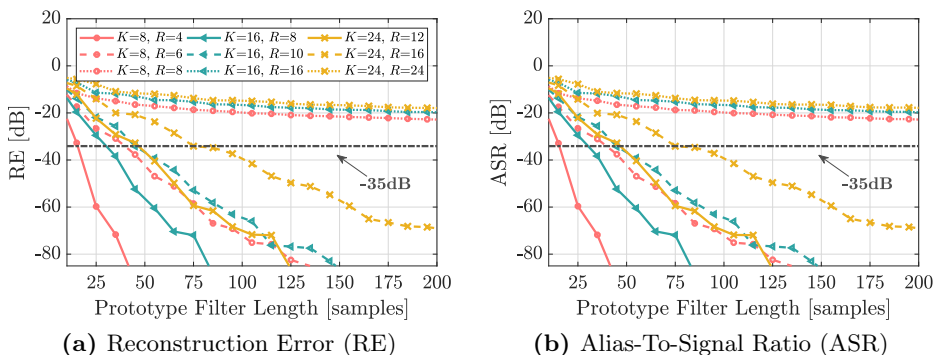 20
0
-20
-40
-60
-80
RE [dB]
K=8, R=4
K=16, R=8
K=24, R=12
K=8, R=6
K=16, R=10
K=24, R=16
K=8, R=8
K=16, R=16
K=24, R=24
-35dB
25 50 75 100 125 150 175 200
Prototype Filter Length [samples]
(a) Reconstruction Error (RE)
20
0
-20
-40
-60
-80
ASR [dB]
-35dB
25 50 75 100 125 150 175 200
Prototype Filter Length [samples]
(b) Alias-To-Signal Ratio (ASR)